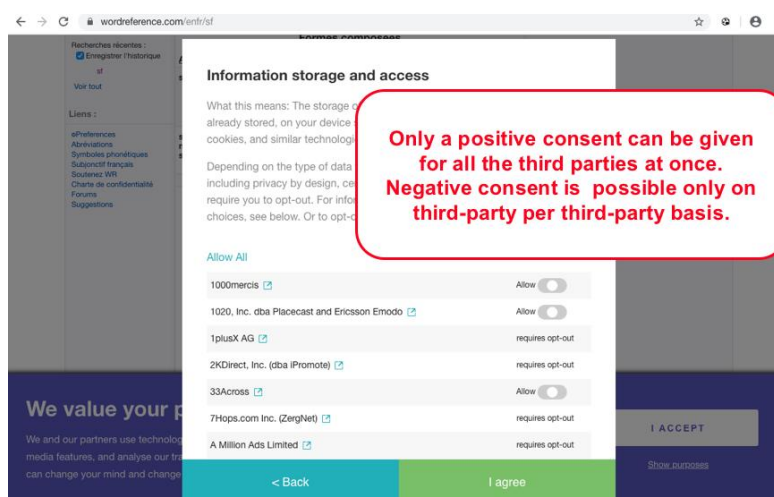 wordreference.com/enfr/sf
Recherches récentes :
Enregistrer l'historique
sf
Voir tout
Liens :
Préférences
Abréviations
Symboles phonétiques
Subjonctif français
Soutenez WR
Charte de confidentialité
Forums
Suggestions
Formes composées
Information storage and access
What this means: The storage o
already stored, on your device
cookies, and similar technologi
Depending on the type of data
including privacy by design, ce
require you to opt-out. For infor
choices, see below. Or to opt-o
Only a positive consent can be given
for all the third parties at once.
Negative consent is possible only on
third-party per third-party basis.
Allow All
1000mercis Allow
1020, Inc. dba Placecast and Ericsson Emodo Allow
1plusX AG requires opt-out
2KDirect, Inc. (dba iPromote) requires opt-out
33Across Allow
7Hops.com Inc. (ZergNet) requires opt-out
A Million Ads Limited requires opt-out
< Back
I agree
We value your p
We and our partners use technolog
media features, and analyse our tra
can change your mind and change
I ACCEPT
Show purposes